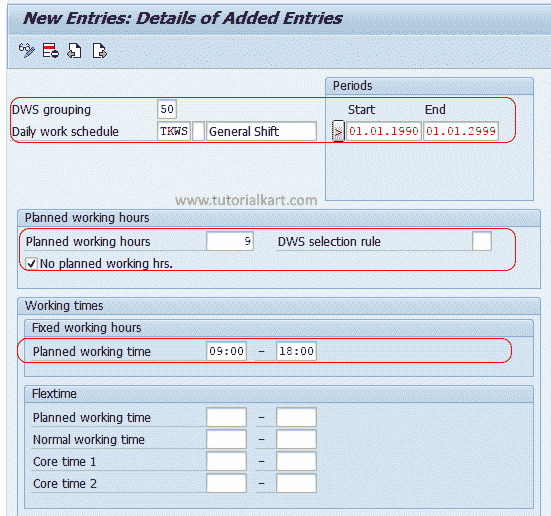 New Entries: Details of Added Entries
Periods
DWS grouping 50 Start End
Daily work schedule TKWS General Shift > 01.01.1990 01.01.2999
www.tutorialkart.com
Planned working hours
Planned working hours 9 DWS selection rule
No planned working hrs.
Working times
Fixed working hours
Planned working time 09:00 - 18:00
Flextime
Planned working time -
Normal working time -
Core time 1 -
Core time 2 -